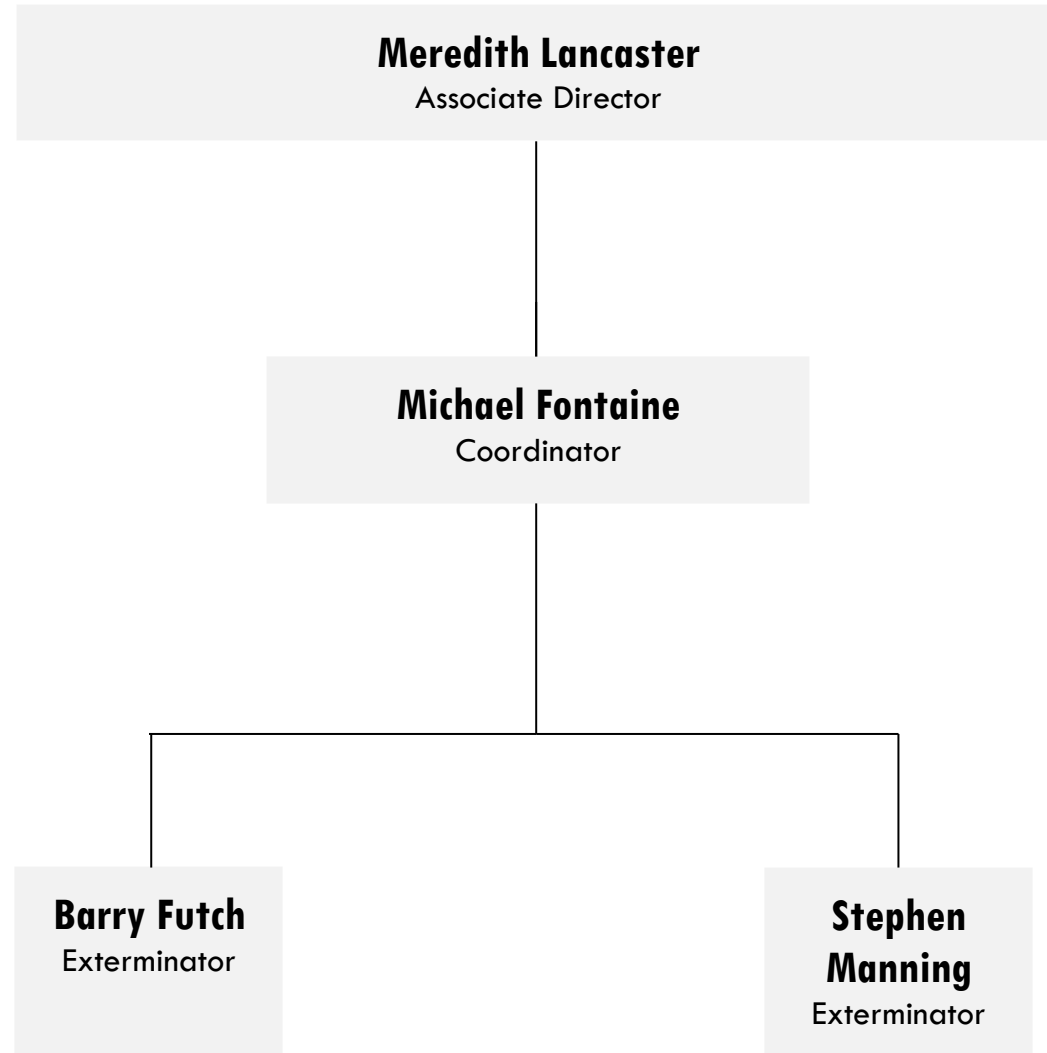 Meredith Lancaster
Associate Director
Michael Fontaine
Coordinator
Barry Futch
Exterminator
Stephen
Manning
Exterminator